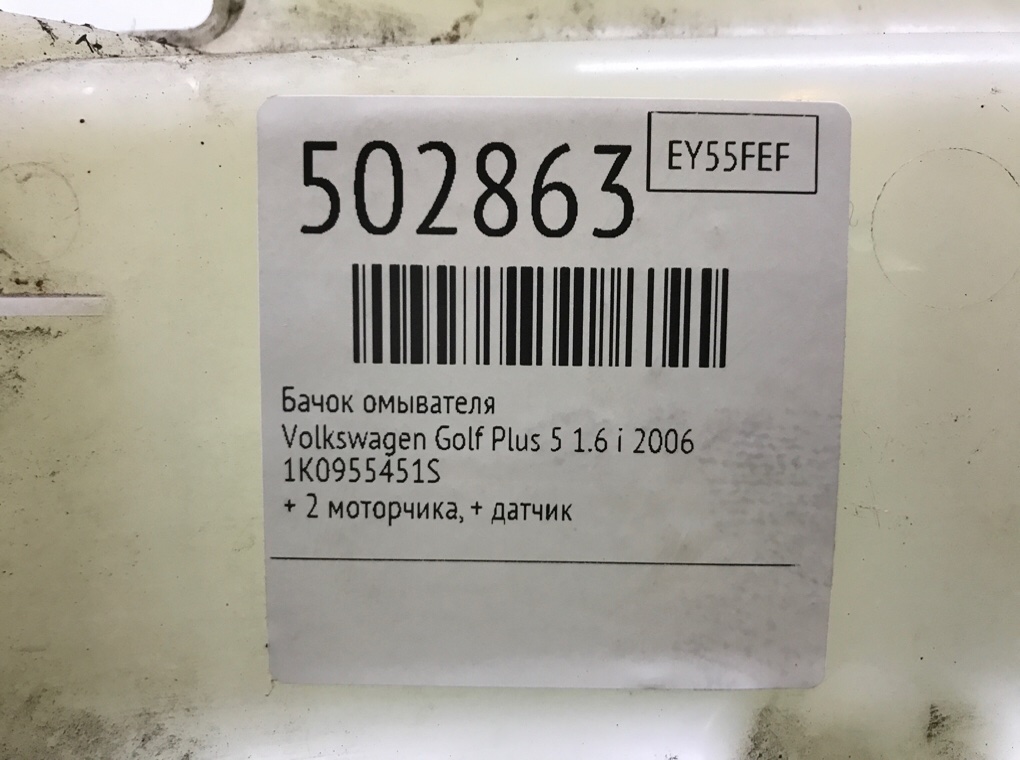 502863
EY55FEF
Бачок омывателя
Volkswagen Golf Plus 5 1.6 i 2006
1K0955451S
+ 2 моторчика, + датчик